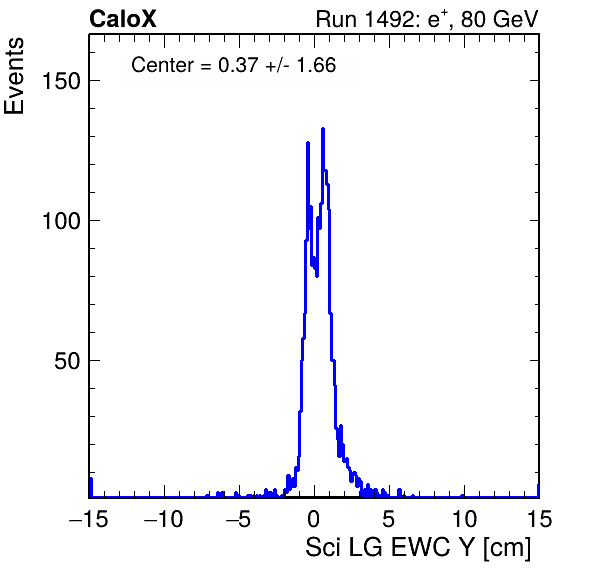 CaloX Run 1492: e⁺, 80 GeV
Center = 0.37 +/- 1.66
Events
150
100
50
−15 −10 −5 0 5 10 15
Sci LG EWC Y [cm]